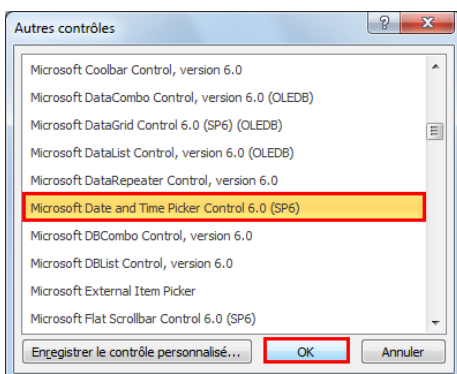 Autres contrôles
Microsoft Coolbar Control, version 6.0
Microsoft DataCombo Control, version 6.0 (OLEDB)
Microsoft DataGrid Control 6.0 (SP6) (OLEDB)
Microsoft DataList Control, version 6.0 (OLEDB)
Microsoft DataRepeater Control, version 6.0
Microsoft Date and Time Picker Control 6.0 (SP6)
Microsoft DBCombo Control, version 6.0
Microsoft DBList Control, version 6.0
Microsoft External Item Picker
Microsoft Flat Scrollbar Control 6.0 (SP6)
Enregistrer le contrôle personnalisé... OK Annuler